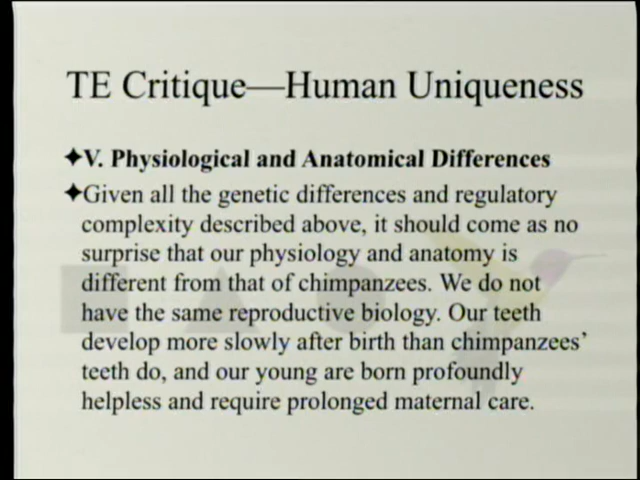 TE Critique—Human Uniqueness
✦V. Physiological and Anatomical Differences
✦Given all the genetic differences and regulatory
complexity described above, it should come as no
surprise that our physiology and anatomy is
different from that of chimpanzees. We do not
have the same reproductive biology. Our teeth
develop more slowly after birth than chimpanzees’
teeth do, and our young are born profoundly
helpless and require prolonged maternal care.